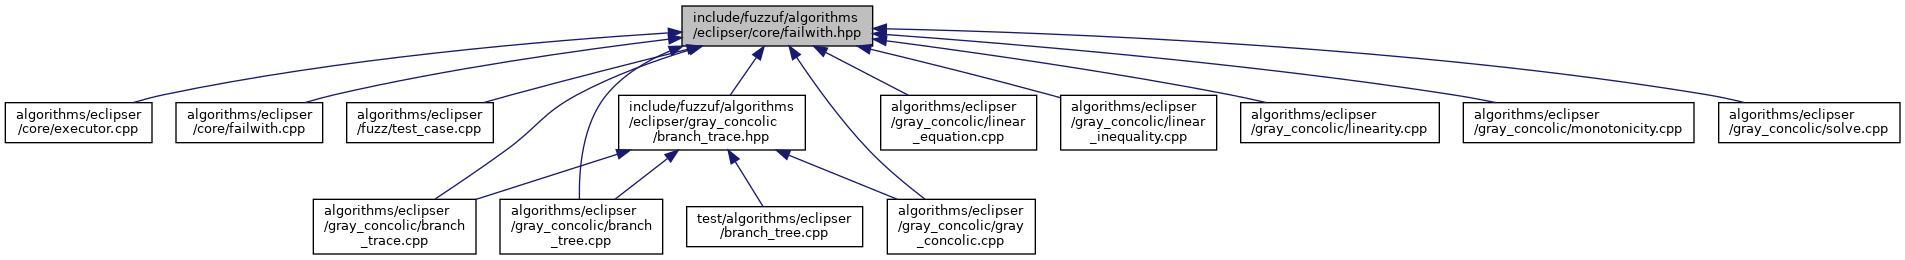 include/fuzzuf/algorithms
/eclipser/core/failwith.hpp
algorithms/eclipser
/core/executor.cpp
algorithms/eclipser
/core/failwith.cpp
algorithms/eclipser
/fuzz/test_case.cpp
include/fuzzuf/algorithms
/eclipser/gray_concolic
/branch_trace.hpp
algorithms/eclipser
/gray_concolic/linear
_equation.cpp
algorithms/eclipser
/gray_concolic/linear
_inequality.cpp
algorithms/eclipser
/gray_concolic/linearity.cpp
algorithms/eclipser
/gray_concolic/monotonicity.cpp
algorithms/eclipser
/gray_concolic/solve.cpp
algorithms/eclipser
/gray_concolic/branch
_trace.cpp
algorithms/eclipser
/gray_concolic/branch
_tree.cpp
test/algorithms/eclipser
/branch_tree.cpp
algorithms/eclipser
/gray_concolic/gray
_concolic.cpp